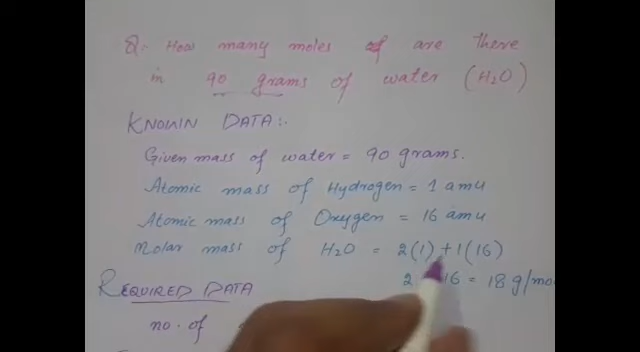 Q:- How many moles of are there
in 90 grams of water (H2O)
KNOWN DATA:-
Given mass of water = 90 grams.
Atomic mass of Hydrogen = 1 amu
Atomic mass of Oxygen = 16 amu
Molar mass of H2O = 2(1)+1(16)
2 16 = 18 g/mo
REQUIRED DATA
no. of